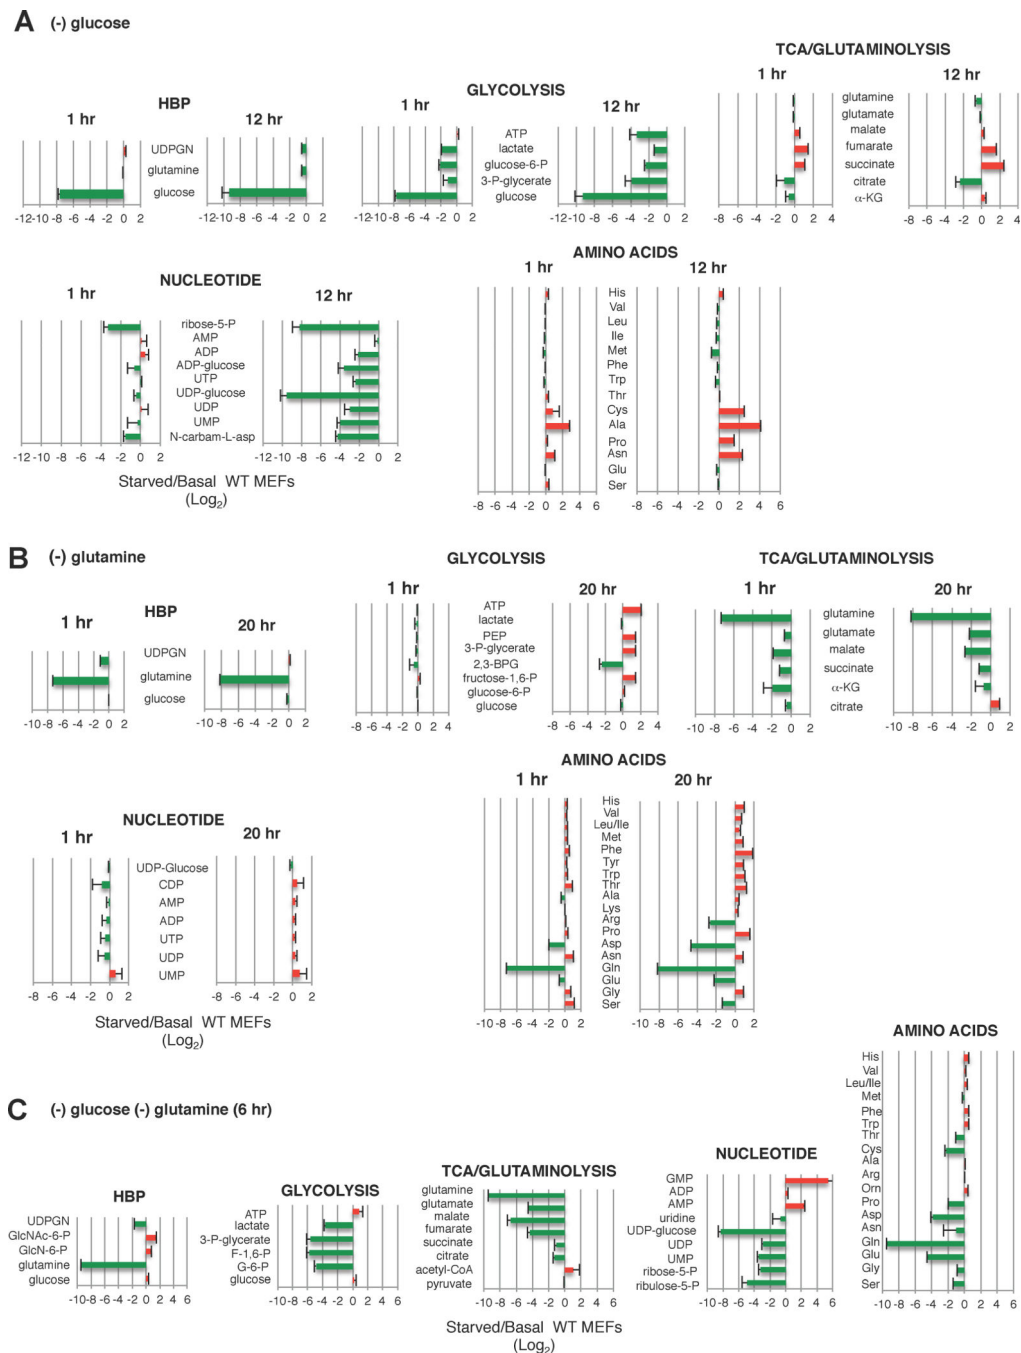 A (-) glucose
TCA/GLUTAMINOLYSIS
1 hr 12 hr
glutamine
glutamate
malate
fumarate
succinate
citrate
α-KG
-4 -2 0 2 4
-4 -2 0 2 4
HBP
1 hr 12 hr
UDPGN
glutamine
glucose
-12-10-8 -6 -4 -2 0 2
-12-10-8 -6 -4 -2 0 2
GLYCOLYSIS
1 hr 12 hr
ATP
lactate
glucose-6-P
3-P-glycerate
glucose
-12-10-8 -6 -4 -2 0 2
-12-10-8 -6 -4 -2 0 2
NUCLEOTIDE
1 hr 12 hr
ribose-5-P
AMP
ADP
ADP-glucose
UTP
UDP-glucose
UDP
UMP
N-carbam-L-asp
-12 -10 -8 -6 -4 -2 0 2
-12 -10 -8 -6 -4 -2 0
Starved/Basal WT MEFs
(Log2)
AMINO ACIDS
1 hr 12 hr
His
Val
Leu
Ile
Met
Phe
Trp
Thr
Cys
Ala
Pro
Asn
Glu
Ser
-8 -6 -4 -2 0 2 4 6
-8 -6 -4 -2 0 2 4 6
B (-) glutamine
HBP
1 hr 20 hr
UDPGN
glutamine
glucose
-10 -8 -6 -4 -2 0 2
-10 -8 -6 -4 -2 0 2
GLYCOLYSIS
1 hr 20 hr
ATP
lactate
PEP
3-P-glycerate
2,3-BPG
fructose-1,6-P
glucose-6-P
glucose
-8 -6 -4 -2 0 2 4
-8 -6 -4 -2 0 2 4
TCA/GLUTAMINOLYSIS
1 hr 20 hr
glutamine
glutamate
malate
succinate
α-KG
citrate
-10 -8 -6 -4 -2 0 2
-10 -8 -6 -4 -2 0 2
NUCLEOTIDE
1 hr 20 hr
UDP-Glucose
CDP
AMP
ADP
UTP
UDP
UMP
-8 -6 -4 -2 0 2
-8 -6 -4 -2 0 2
Starved/Basal WT MEFs
(Log2)
AMINO ACIDS
1 hr 20 hr
His
Val
Leu/Ile
Met
Phe
Tyr
Trp
Thr
Ala
Lys
Arg
Pro
Asp
Asn
Gln
Glu
Gly
Ser
-10 -8 -6 -4 -2 0 2
-10 -8 -6 -4 -2 0 2
C (-) glucose (-) glutamine (6 hr)
HBP
UDPGN
GlcNAc-6-P
GlcN-6-P
glutamine
glucose
-10-8 -6 -4 -2 0 2 4
GLYCOLYSIS
ATP
lactate
3-P-glycerate
F-1,6-P
G-6-P
glucose
-10-8 -6 -4 -2 0 2 4
TCA/GLUTAMINOLYSIS
glutamine
glutamate
malate
fumarate
succinate
citrate
acetyl-CoA
pyruvate
-10 -8 -6 -4 -2 0 2 4
Starved/Basal WT MEFs
(Log2)
NUCLEOTIDE
GMP
ADP
AMP
uridine
UDP-glucose
UDP
UMP
ribose-5-P
ribulose-5-P
-10 -8 -6 -4 -2 0 2 4 6
AMINO ACIDS
His
Val
Leu/Ile
Met
Phe
Trp
Thr
Cys
Ala
Arg
Orn
Pro
Asp
Asn
Gln
Glu
Gly
Ser
-10 -8 -6 -4 -2 0 2 4 6